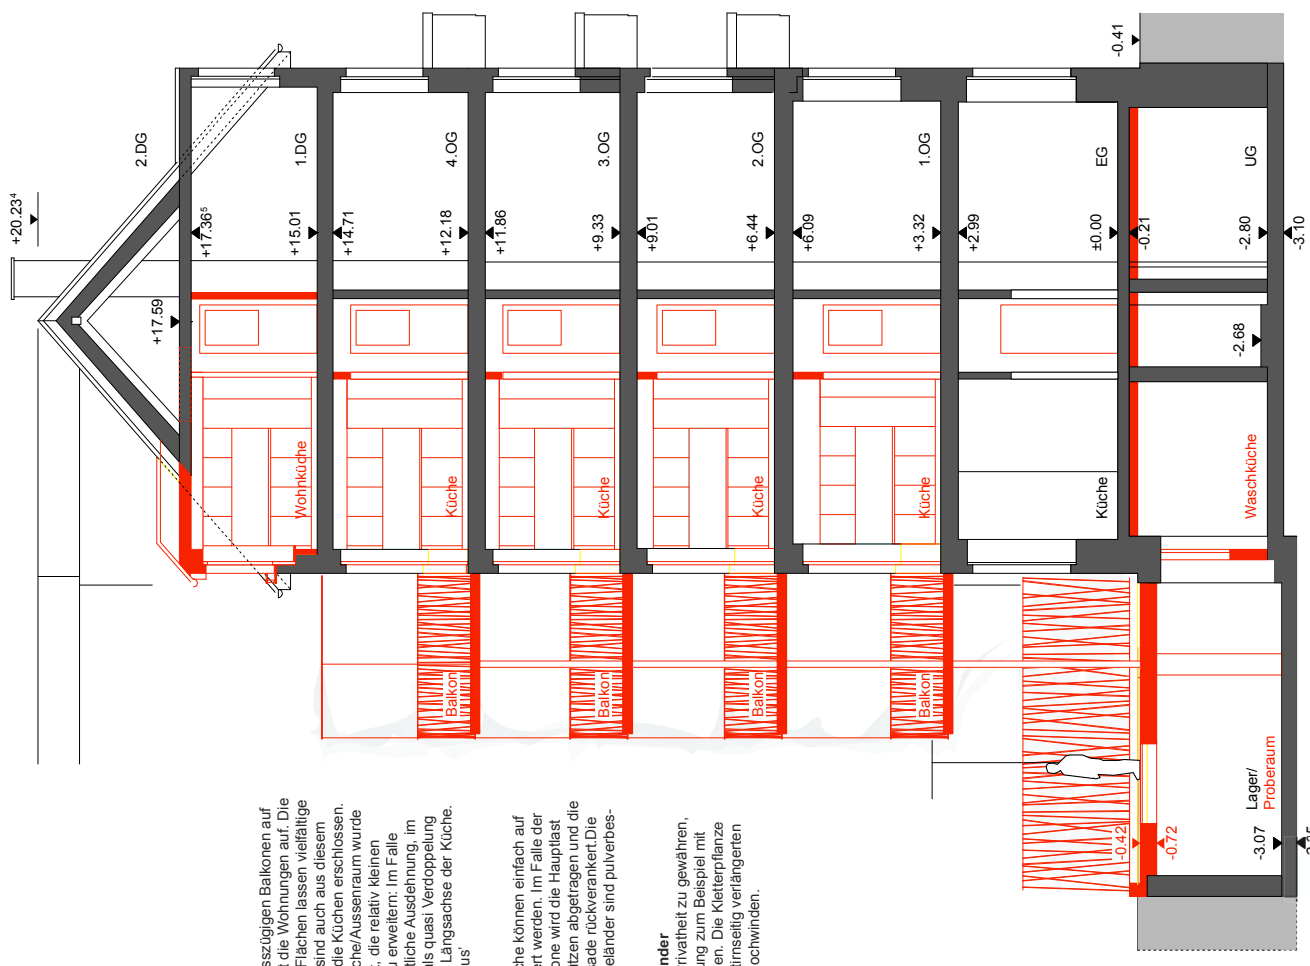 +20.23⁴
2.DG
+17.59
+17.36⁵
1.DG
+15.01
Wohnküche
+14.71
4.OG
+12.18
Küche
Balkon
+11.86
3.OG
+9.33
Küche
Balkon
+9.01
2.OG
+6.44
Küche
Balkon
+6.09
1.OG
+3.32
Küche
Balkon
+2.99
EG
±0.00
Küche
-0.41
-0.21
UG
-2.80
-3.10
-2.68
Waschküche
-0.42
-0.72
Lager/
Proberaum
-3.07
sszügigen Balkonen auf
t die Wohnungen auf. Die
Flächen lassen vielfältige
sind auch aus diesem
die Küchen erschlossen.
che/Aussenraum wurde
, die relativ kleinen
u erweitern: Im Falle
tliche Ausdehnung, im
als quasi Verdoppelung
Längsachse der Küche.
us'
che können einfach auf
ert werden. Im Falle der
one wird die Hauptlast
itzen abgetragen und die
sade rückverankert.Die
eländer sind pulverbes-
nder
rivatheit zu gewähren,
ung zum Beispiel mit
en. Die Kletterpflanze
tirnseitig verlängerten
ochwinden.